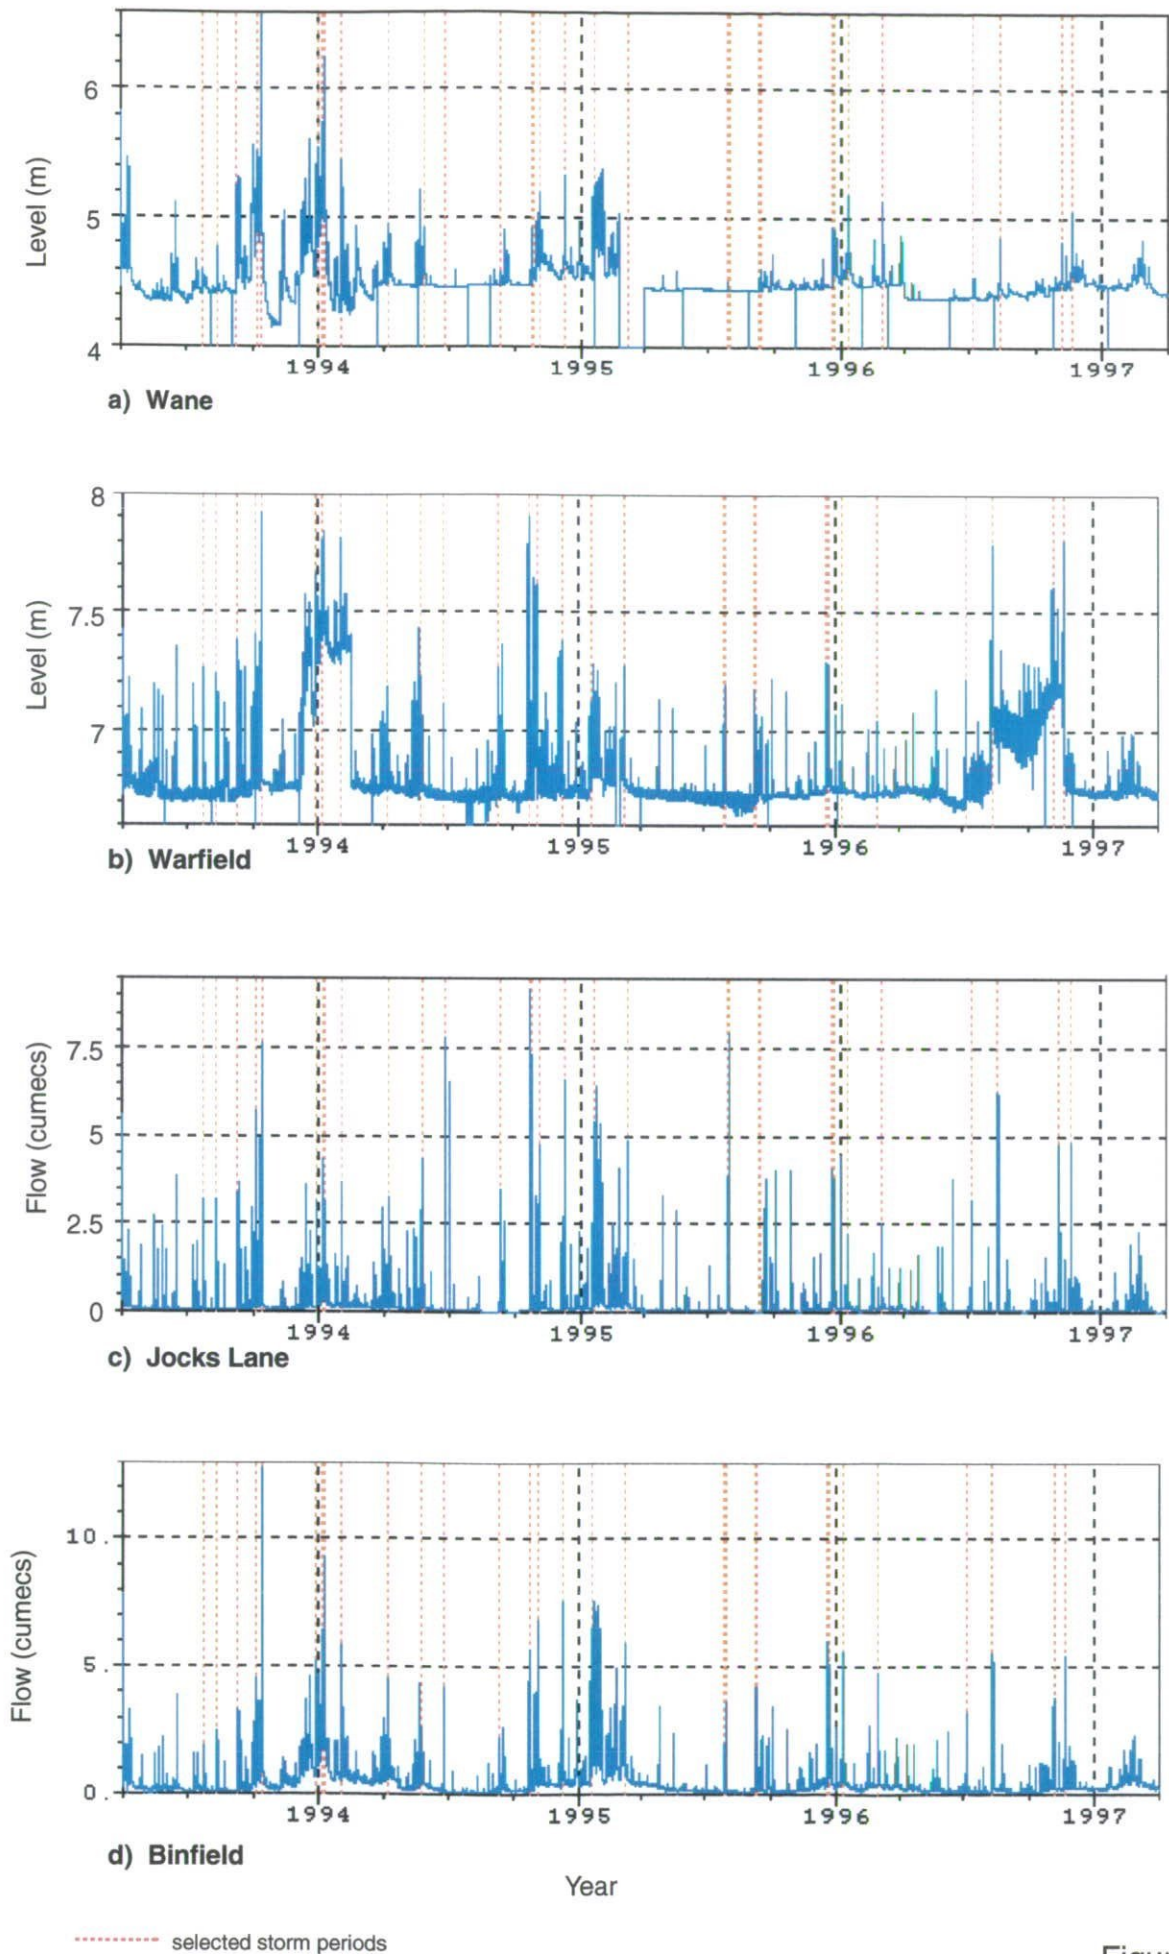 6
5
4
Level (m)
1994 1995 1996 1997
a) Wane
8
7.5
7
Level (m)
1994 1995 1996 1997
b) Warfield
7.5
5
2.5
0
Flow (cumecs)
1994 1995 1996 1997
c) Jocks Lane
10.
5.
0.
Flow (cumecs)
1994 1995 1996 1997
d) Binfield
Year
selected storm periods